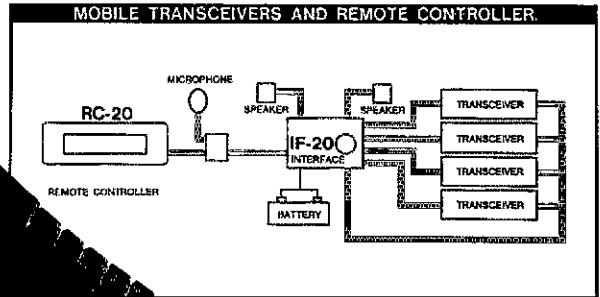 MOBILE TRANSCEIVERS AND REMOTE CONTROLLER.
MICROPHONE
SPEAKER
SPEAKER
RC-20
TRANSCEIVER
TRANSCEIVER
IF-20
INTERFACE
TRANSCEIVER
REMOTE CONTROLLER
TRANSCEIVER
BATTERY